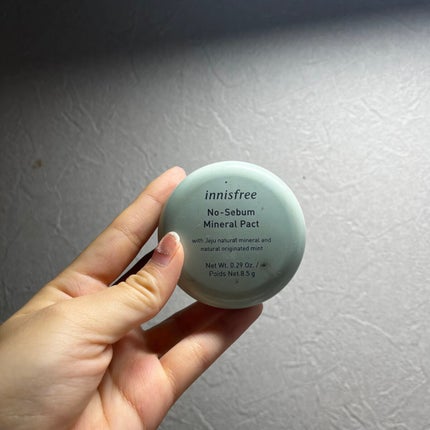 innisfree
No-Sebum
Mineral Pact
with Jeju natural mineral and
natural originated mint
Net Wt. 0.29 Oz. /
Poids Net 8.5 g